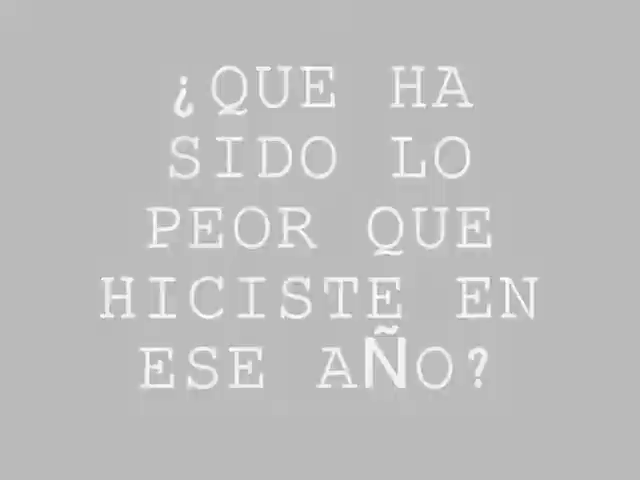 ¿QUE HA
SIDO LO
PEOR QUE
HICISTE EN
ESE AÑO?